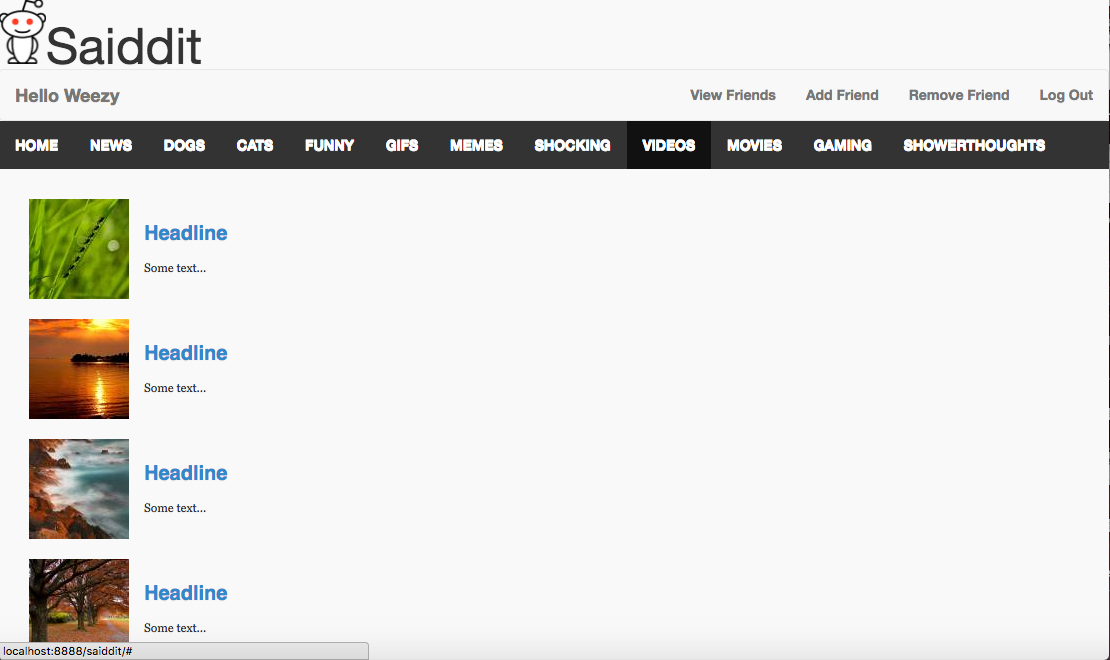 Saiddit
Hello Weezy View Friends Add Friend Remove Friend Log Out
HOME NEWS DOGS CATS FUNNY GIFS MEMES SHOCKING VIDEOS MOVIES GAMING SHOWERTHOUGHTS
Headline
Some text...
Headline
Some text...
Headline
Some text...
Headline
Some text...
localhost:8888/saiddit/#